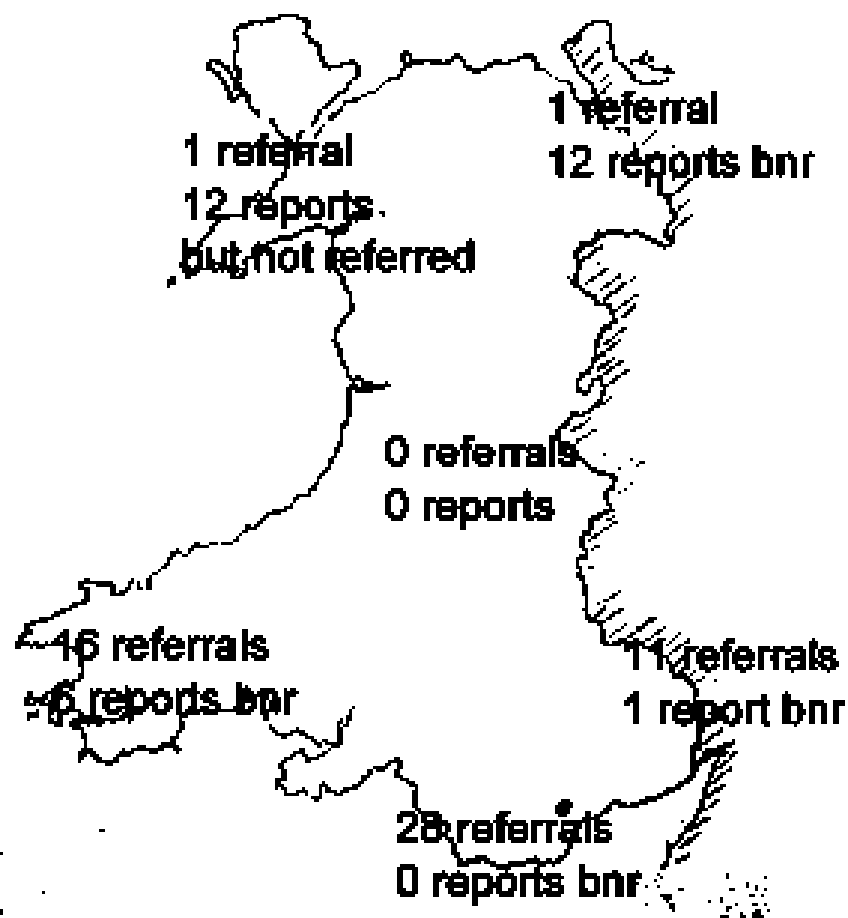 1 referral
12 reports
but not referred
1 referral
12 reports bnr
0 referrals
0 reports
16 referrals
6 reports bnr
11 referrals
1 report bnr
28 referrals
0 reports bnr